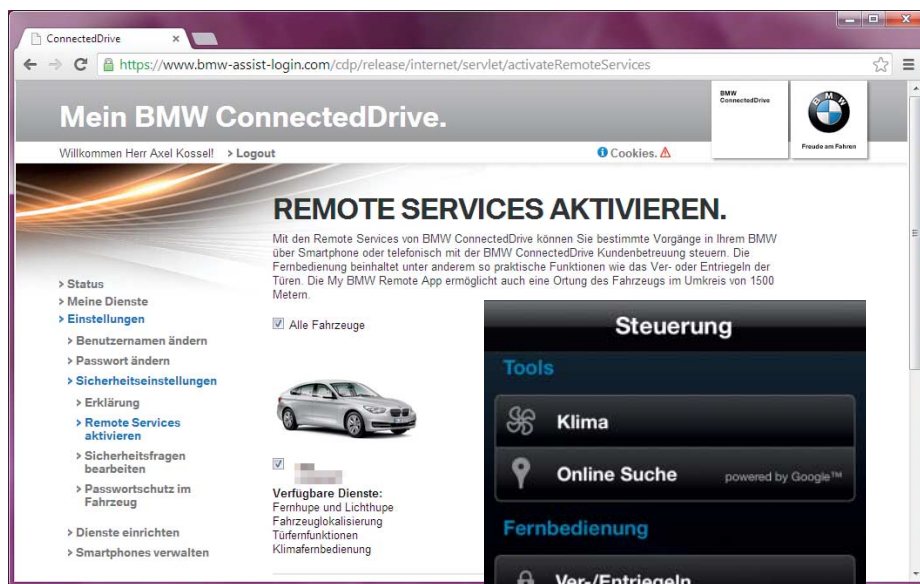 ConnectedDrive
https://www.bmw-assist-login.com/cdp/release/internet/servlet/activateRemoteServices
Mein BMW ConnectedDrive.
BMW
ConnectedDrive
BMW
Freude am Fahren
Willkommen Herr Axel Kossel! > Logout
Cookies.
REMOTE SERVICES AKTIVIEREN.
Mit den Remote Services von BMW ConnectedDrive können Sie bestimmte Vorgänge in Ihrem BMW
über Smartphone oder telefonisch mit der BMW ConnectedDrive Kundenbetreuung steuern. Die
Fernbedienung beinhaltet unter anderem so praktische Funktionen wie das Ver- oder Entriegeln der
Türen. Die My BMW Remote App ermöglicht auch eine Ortung des Fahrzeugs im Umkreis von 1500
Metern.
> Status
> Meine Dienste
> Einstellungen
> Benutzernamen ändern
> Passwort ändern
> Sicherheitseinstellungen
> Erklärung
> Remote Services
aktivieren
> Sicherheitsfragen
bearbeiten
> Passwortschutz im
Fahrzeug
> Dienste einrichten
> Smartphones verwalten
Alle Fahrzeuge
Verfügbare Dienste:
Fernhupe und Lichthupe
Fahrzeuglokalisierung
Türfernfunktionen
Klimafernbedienung
Steuerung
Tools
Klima
Online Suche powered by Google™
Fernbedienung
Ver-/Entriegeln